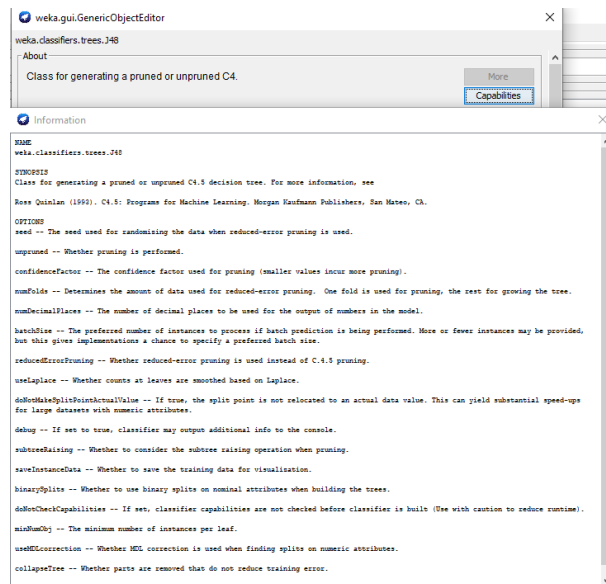 weka.gui.GenericObjectEditor
weka.classifiers.trees.J48
About
Class for generating a pruned or unpruned C4.
More
Capabilities
Information
NAME
weka.classifiers.trees.J48
SYNOPSIS
Class for generating a pruned or unpruned C4.5 decision tree. For more information, see
Ross Quinlan (1993). C4.5: Programs for Machine Learning. Morgan Kaufmann Publishers, San Mateo, CA.
OPTIONS
seed -- The seed used for randomizing the data when reduced-error pruning is used.
unpruned -- Whether pruning is performed.
confidenceFactor -- The confidence factor used for pruning (smaller values incur more pruning).
numFolds -- Determines the amount of data used for reduced-error pruning.  One fold is used for pruning, the rest for growing the tree.
numDecimalPlaces -- The number of decimal places to be used for the output of numbers in the model.
batchSize -- The preferred number of instances to process if batch prediction is being performed. More or fewer instances may be provided,
but this gives implementations a chance to specify a preferred batch size.
reducedErrorPruning -- Whether reduced-error pruning is used instead of C.4.5 pruning.
useLaplace -- Whether counts at leaves are smoothed based on Laplace.
doNotMakeSplitPointActualValue -- If true, the split point is not relocated to an actual data value. This can yield substantial speed-ups
for large datasets with numeric attributes.
debug -- If set to true, classifier may output additional info to the console.
subtreeRaising -- Whether to consider the subtree raising operation when pruning.
saveInstanceData -- Whether to save the training data for visualization.
binarySplits -- Whether to use binary splits on nominal attributes when building the trees.
doNotCheckCapabilities -- If set, classifier capabilities are not checked before classifier is built (Use with caution to reduce runtime).
minNumObj -- The minimum number of instances per leaf.
useMDLcorrection -- Whether MDL correction is used when finding splits on numeric attributes.
collapseTree -- Whether parts are removed that do not reduce training error.